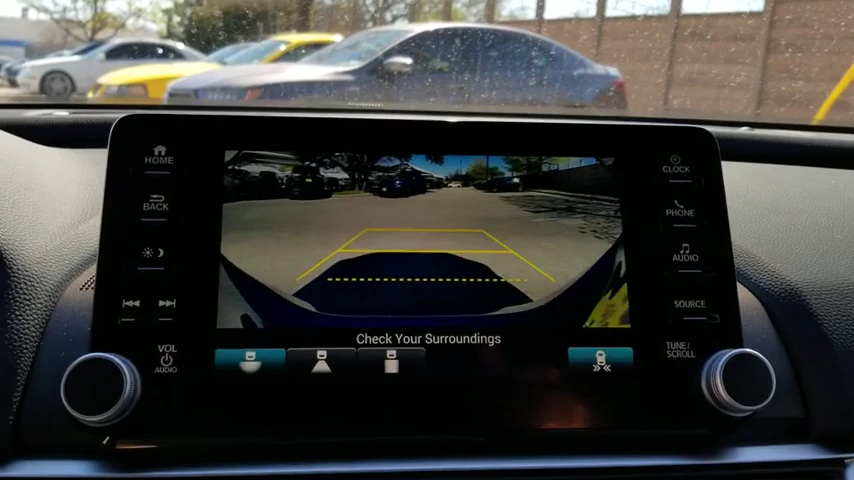 HOME
BACK
VOL
AUDIO
Check Your Surroundings
CLOCK
PHONE
AUDIO
SOURCE
TUNE/
SCROLL